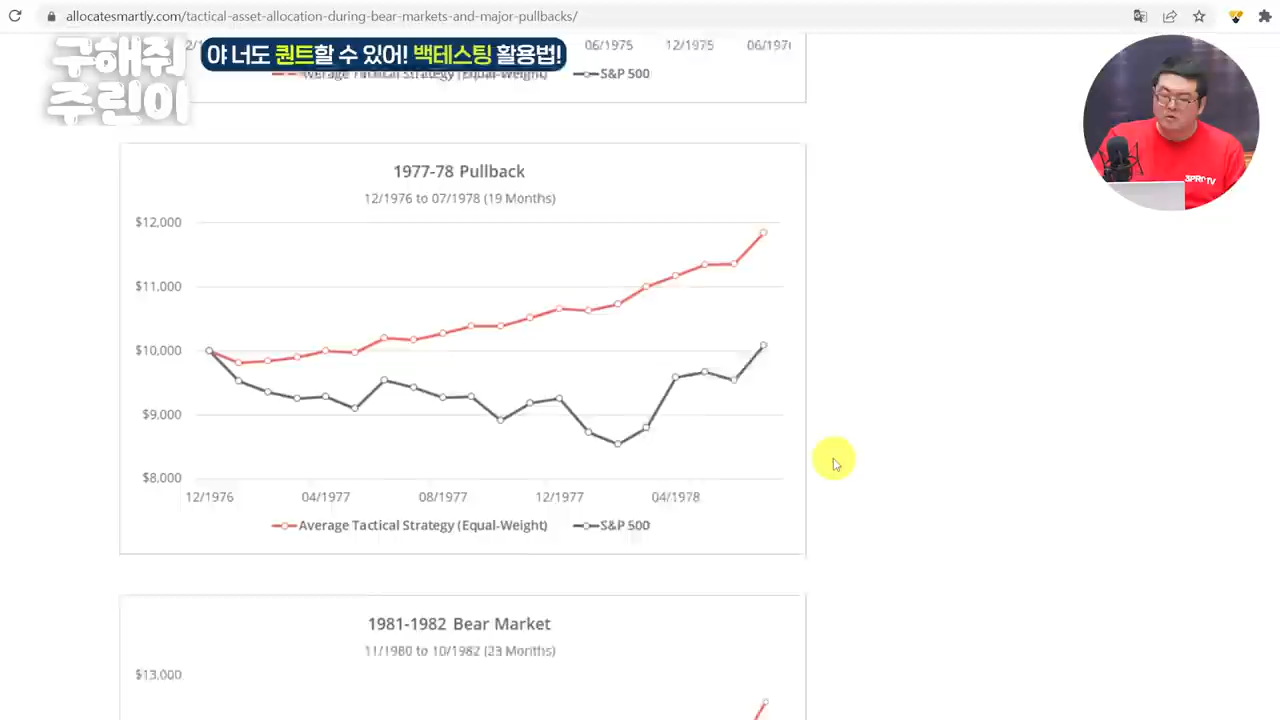 allocatesmartly.com/tactical-asset-allocation-during-bear-markets-and-major-pullbacks/
구해줘
주린이
야 너도 퀀트할 수 있어! 백테스팅 활용법!
06/1975
12/1975
Average Tactical Strategy (Equal-Weight)
S&P 500
3PROTV
1977-78 Pullback
12/1976 to 07/1978 (19 Months)
$12,000
$11,000
$10,000
$9,000
$8,000
12/1976
04/1977
08/1977
12/1977
04/1978
Average Tactical Strategy (Equal-Weight)
S&P 500
1981-1982 Bear Market
11/1980 to 10/1982 (23 Months)
$13,000